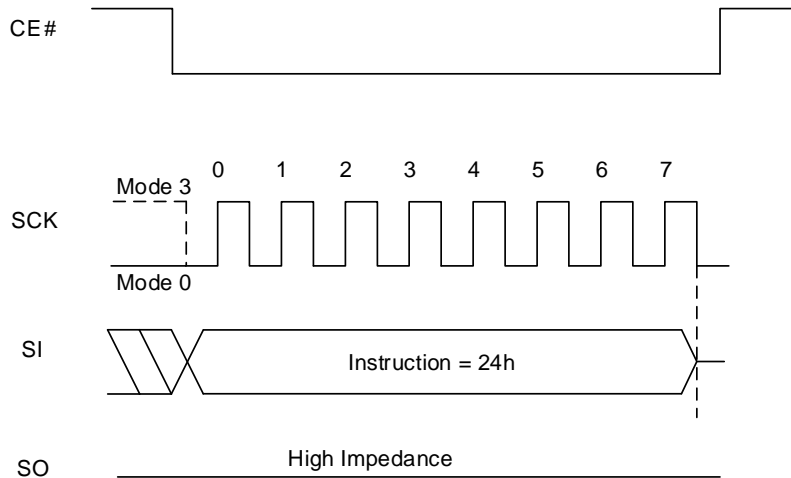 CE#
0 1 2 3 4 5 6 7
Mode 3
SCK
Mode 0
SI
Instruction = 24h
High Impedance
SO